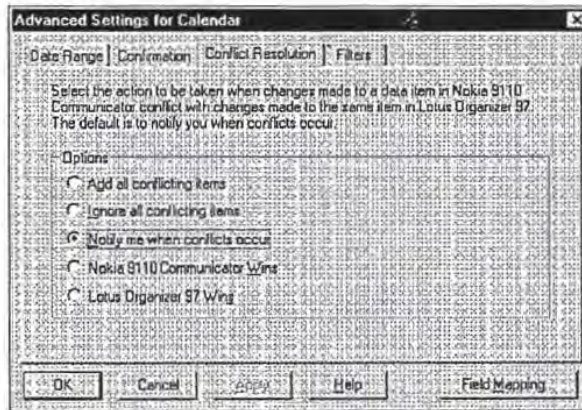 Advanced Settings for Calendar
Date Range Confirmation Conflict Resolution Filters
Select the action to be taken when changes made to a data item in Nokia 9110
Communicator conflict with changes made to the same item in Lotus Organizer 97.
The default is to notify you when conflicts occur.
Options
Add all conflicting items
Ignore all conflicting items
Notify me when conflicts occur
Nokia 9110 Communicator Wins
Lotus Organizer 97 Wins
OK Cancel Apply Help Field Mapping